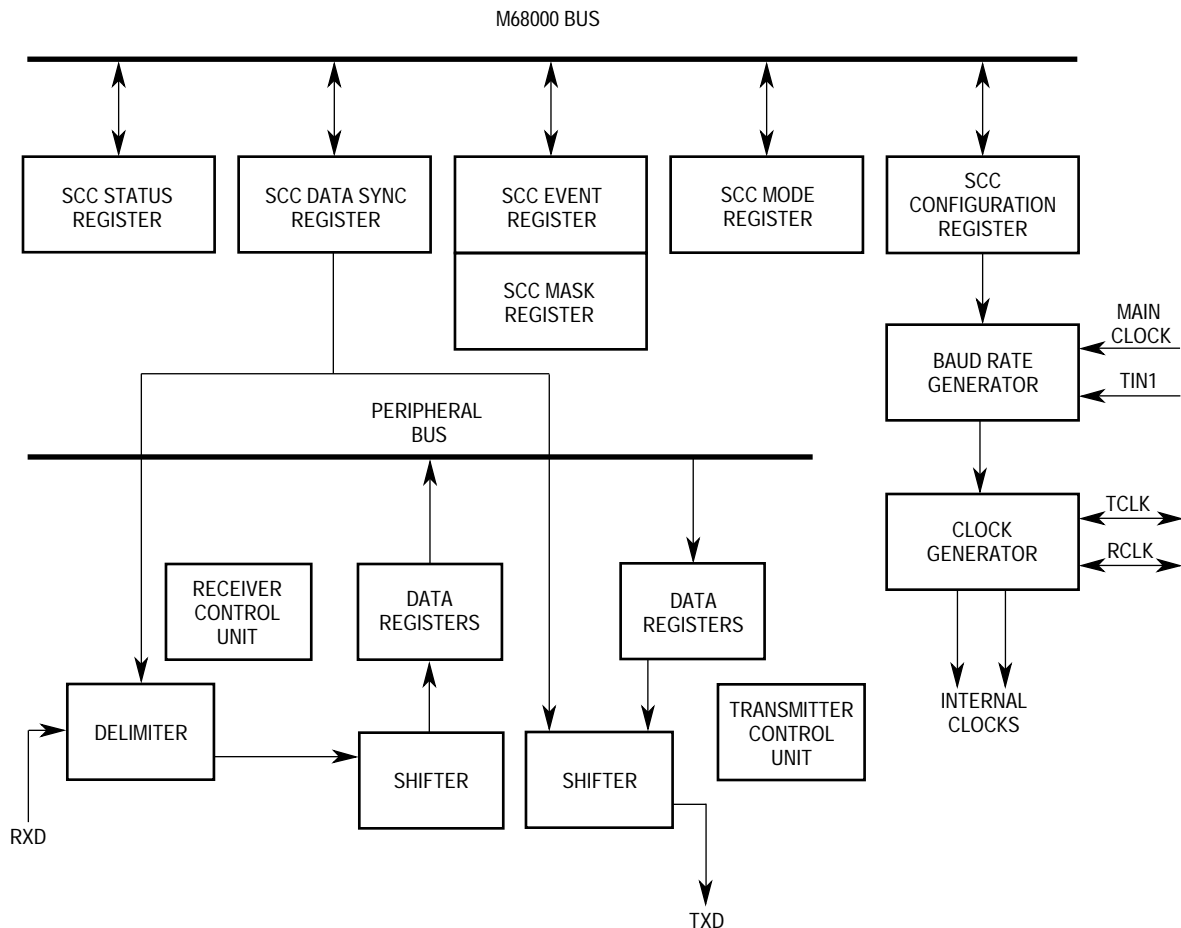 M68000 BUS
SCC STATUS
REGISTER
SCC DATA SYNC
REGISTER
SCC EVENT
REGISTER
SCC MASK
REGISTER
SCC MODE
REGISTER
SCC
CONFIGURATION
REGISTER
MAIN
CLOCK
BAUD RATE
GENERATOR
TIN1
PERIPHERAL
BUS
CLOCK
GENERATOR
TCLK
RCLK
RECEIVER
CONTROL
UNIT
DATA
REGISTERS
DATA
REGISTERS
INTERNAL
CLOCKS
DELIMITER
SHIFTER
SHIFTER
TRANSMITTER
CONTROL
UNIT
RXD
TXD